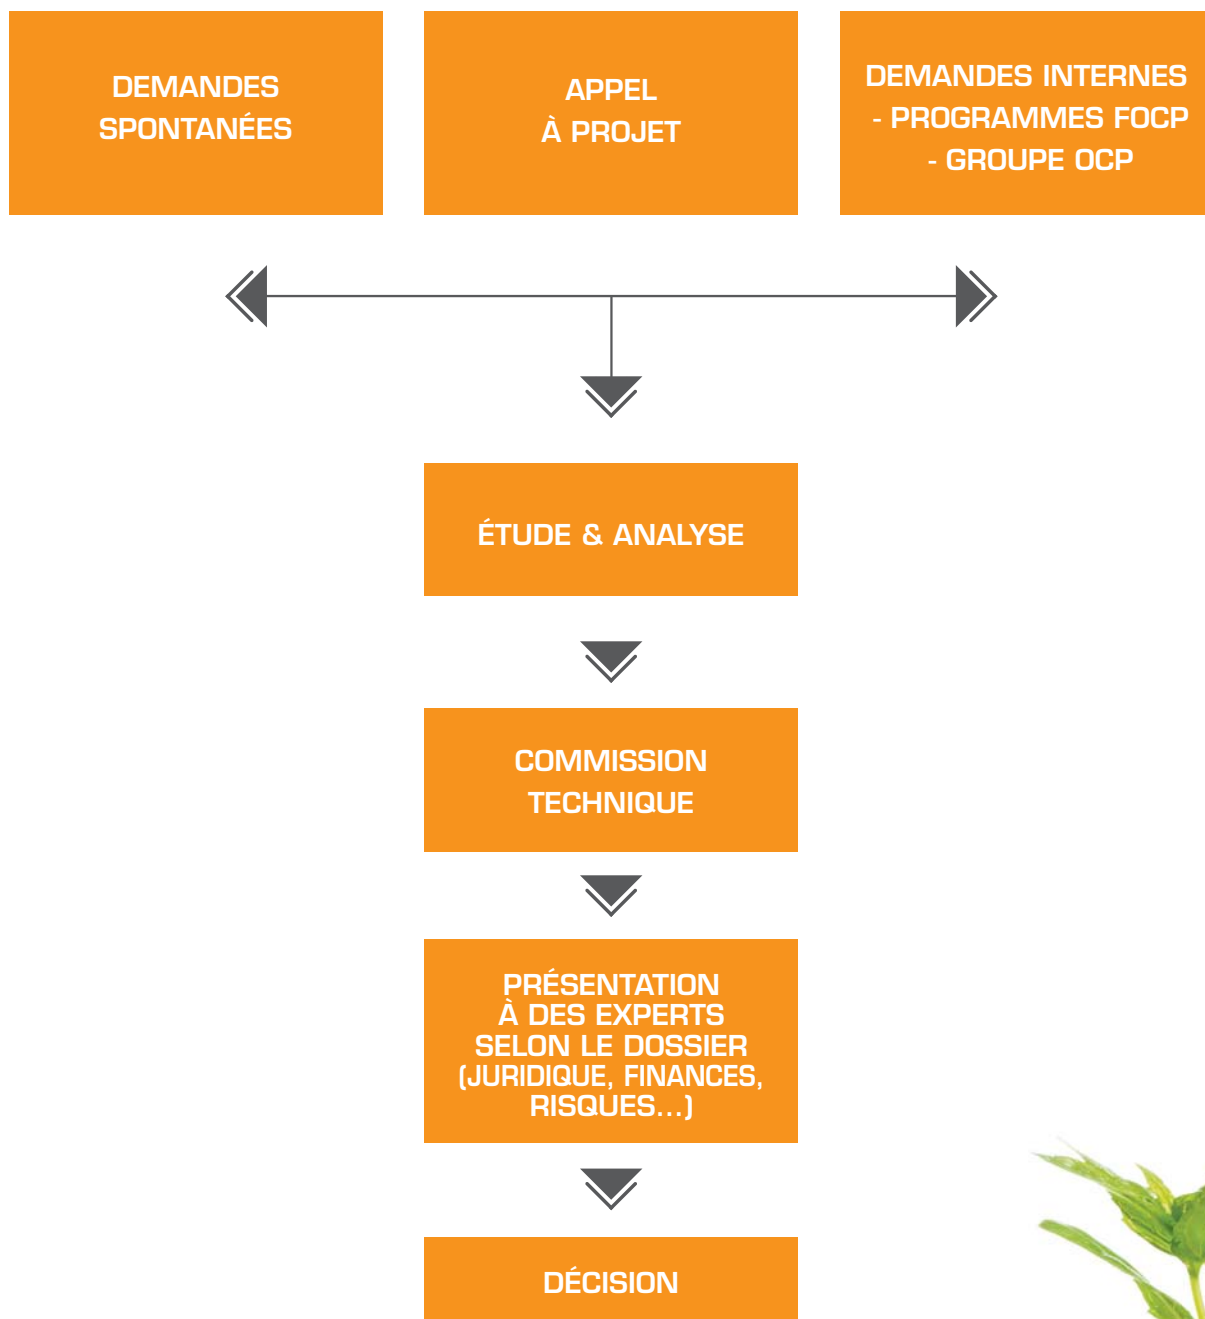 DEMANDES
SPONTANÉES
APPEL
À PROJET
DEMANDES INTERNES
- PROGRAMMES FOCP
- GROUPE OCP
ÉTUDE & ANALYSE
COMMISSION
TECHNIQUE
PRÉSENTATION
À DES EXPERTS
SELON LE DOSSIER
(JURIDIQUE, FINANCES,
RISQUES...)
DÉCISION